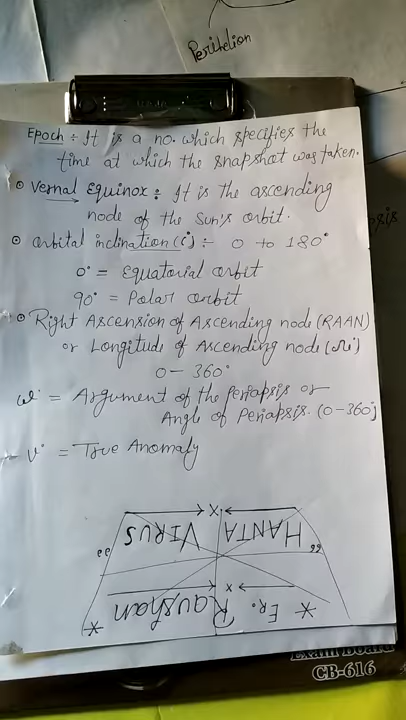 Perihelion
Epoch ÷ It is a no. which specifies the
time at which the snapshot was taken.
⊙ Vernal Equinox: It is the ascending
node of the Sun's orbit.
⊙ orbital inclination (i) ÷ 0 to 180°
0° = Equatorial orbit
90° = Polar orbit
⊙ Right Ascension of Ascending node (RAAN)
or Longitude of Ascending node (Ω)
0 - 360°
ω = Argument of the periapsis or
Angle of Periapsis. (0-360°)
ν = True Anomaly
* ER. Raushan *
x
"HANTA VIRUS"
x
Exam Board
CB-616